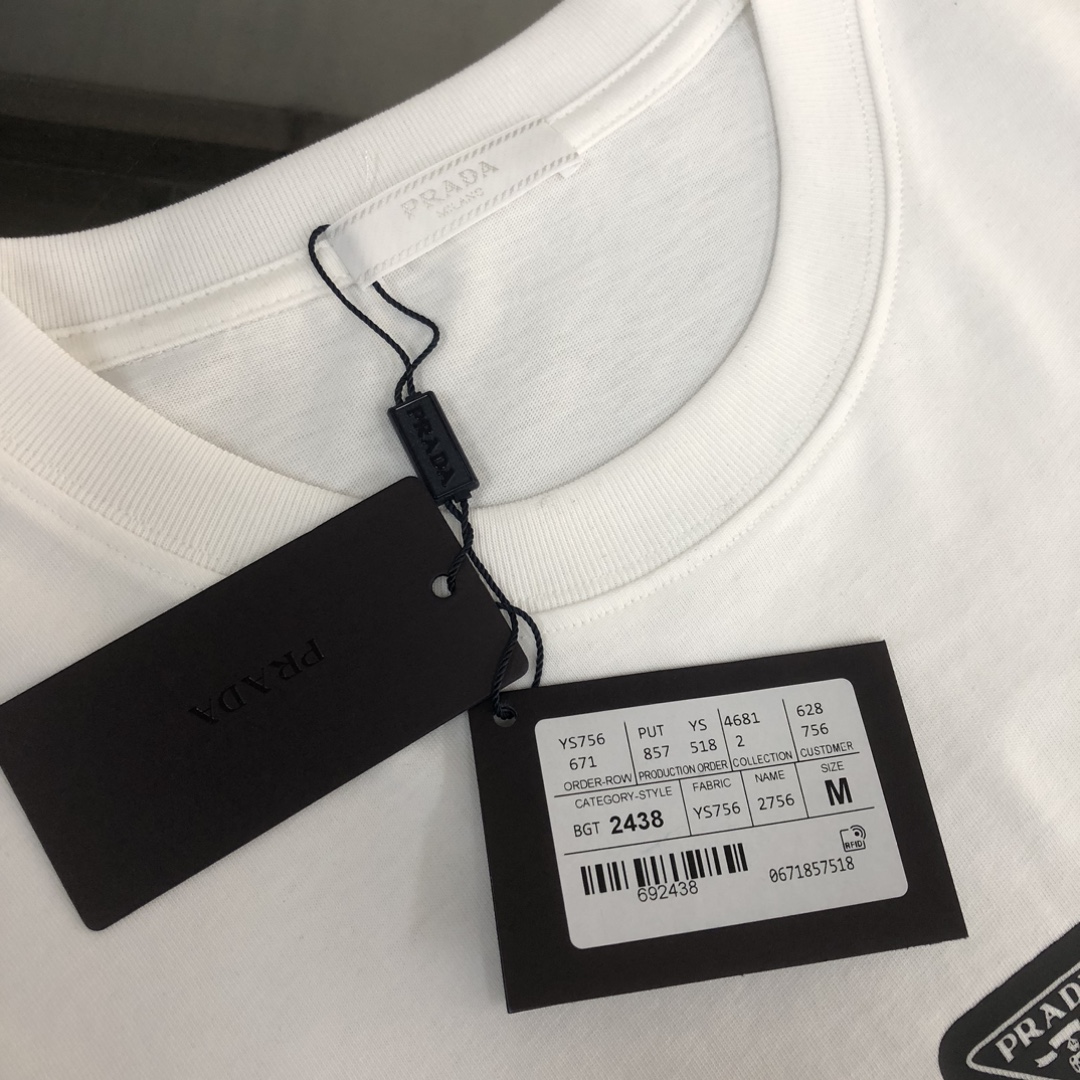 PRADA
MILANO
PRADA
PRADA
YS756
671
ORDER-ROW
PUT YS
857 518
PRODUCTION ORDER
4681
2
COLLECTION
628
756
CUSTDMER
CATEGORY-STYLE
BGT 2438
FABRIC
YS756
NAME
2756
SIZE
M
RFID
692438
0671857518
PRADA